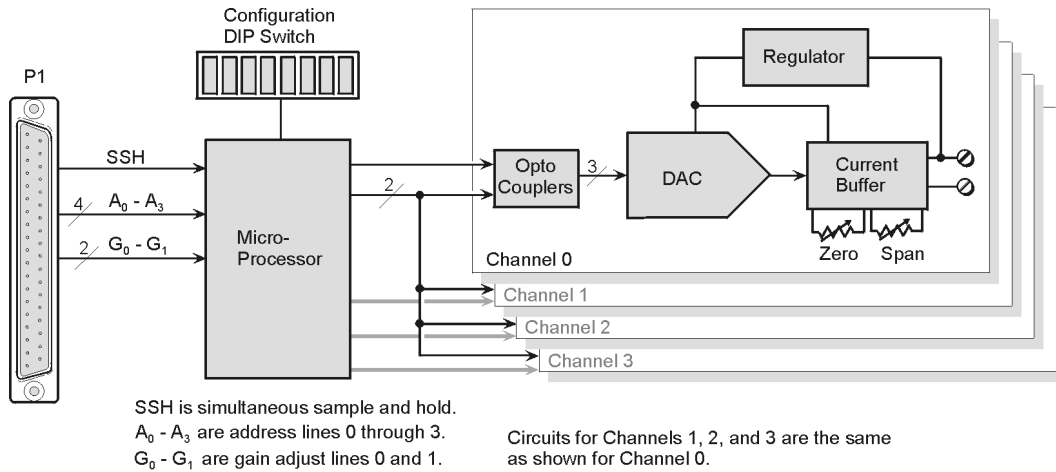 Configuration
DIP Switch
P1
Regulator
SSH
4
A₀ - A₃
2
G₀ - G₁
Micro-
Processor
2
Opto
Couplers
3
DAC
Current
Buffer
Zero
Span
Channel 0
Channel 1
Channel 2
Channel 3
SSH is simultaneous sample and hold.
A₀ - A₃ are address lines 0 through 3.
G₀ - G₁ are gain adjust lines 0 and 1.
Circuits for Channels 1, 2, and 3 are the same
as shown for Channel 0.